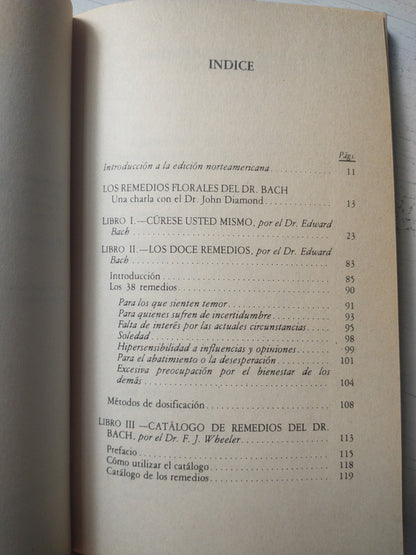 INDICE
Págs
Introducción a la edición norteamericana . . . . . . . . . . . . . . . 11
LOS REMEDIOS FLORALES DEL DR. BACH
Una charla con el Dr. John Diamond . . . . . . . . . . . . . . . 13
LIBRO I.—CÚRESE USTED MISMO, por el Dr. Edward
Bach . . . . . . . . . . . . . . . 23
LIBRO II.—LOS DOCE REMEDIOS, por el Dr. Edward
Bach . . . . . . . . . . . . . . . 83
Introducción . . . . . . . . . . . . . . . 85
Los 38 remedios . . . . . . . . . . . . . . . 90
Para los que sienten temor . . . . . . . . . . . . . . . 91
Para quienes sufren de incertidumbre . . . . . . . . . . 93
Falta de interés por las actuales circunstancias . . . . . 95
Soledad . . . . . . . . . . . . . . . 98
Hipersensibilidad a influencias y opiniones . . . . . . . 99
Para el abatimiento o la desesperación . . . . . . . . . 101
Excesiva preocupación por el bienestar de los
demás . . . . . . . . . . . . . . . 104
Métodos de dosificación . . . . . . . . . . . . . . . 108
LIBRO III —CATÁLOGO DE REMEDIOS DEL DR.
BACH, por el Dr. F. J. Wheeler . . . . . . . . . . . . . . . 113
Prefacio . . . . . . . . . . . . . . . 115
Cómo utilizar el catálogo . . . . . . . . . . . . . . . 118
Catálogo de los remedios . . . . . . . . . . . . . . . 119